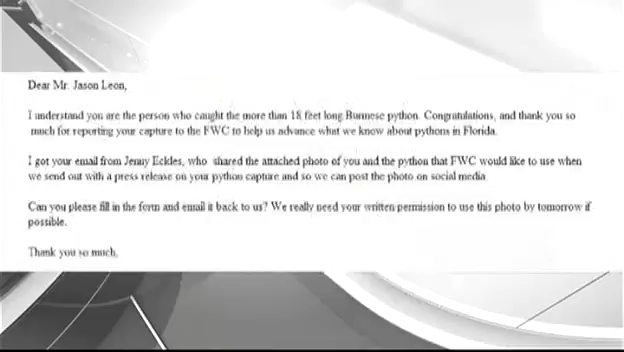 Dear Mr. Jason Leon,
I understand you are the person who caught the more than 18 feet long Burmese python. Congratulations, and thank you so
much for reporting your capture to the FWC to help us advance what we know about pythons in Florida.
I got your email from Jenny Eckles, who shared the attached photo of you and the python that FWC would like to use when
we send out with a press release on your python capture and so we can post the photo on social media.
Can you please fill in the form and email it back to us? We really need your written permission to use this photo by tomorrow if
possible.
Thank you so much,